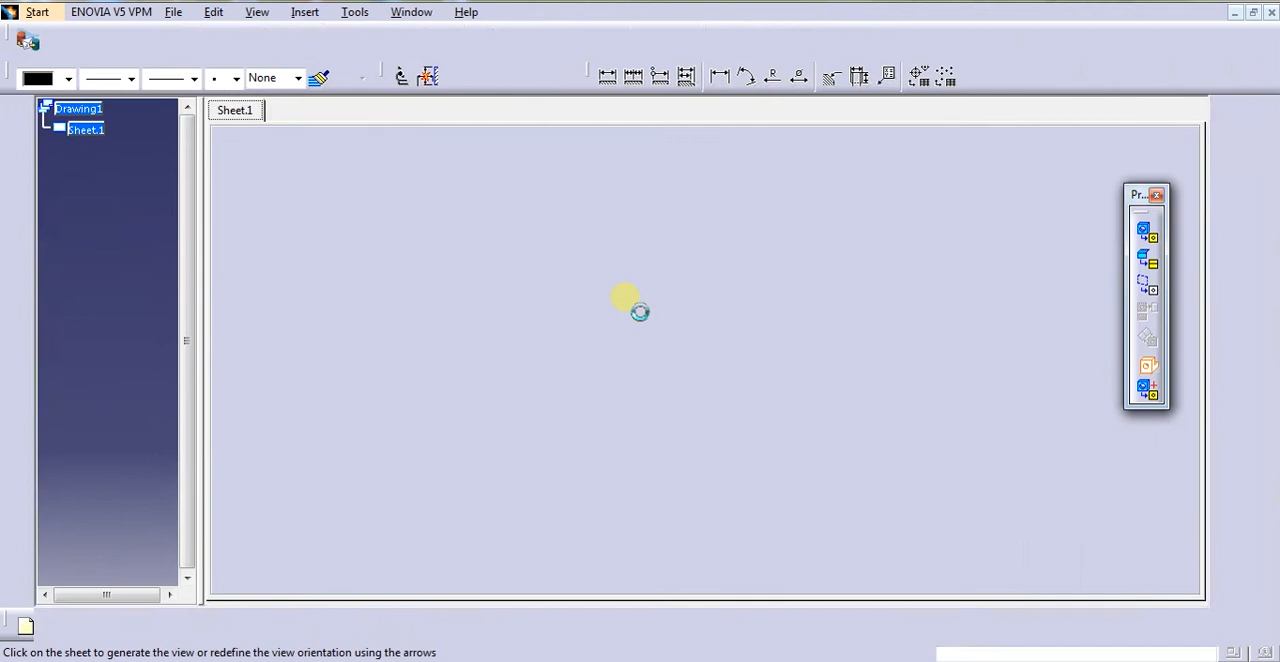 Start ENOVIA V5 VPM File Edit View Insert Tools Window Help
None
Drawing1
Sheet.1
Sheet.1
Pr...
Click on the sheet to generate the view or redefine the view orientation using the arrows